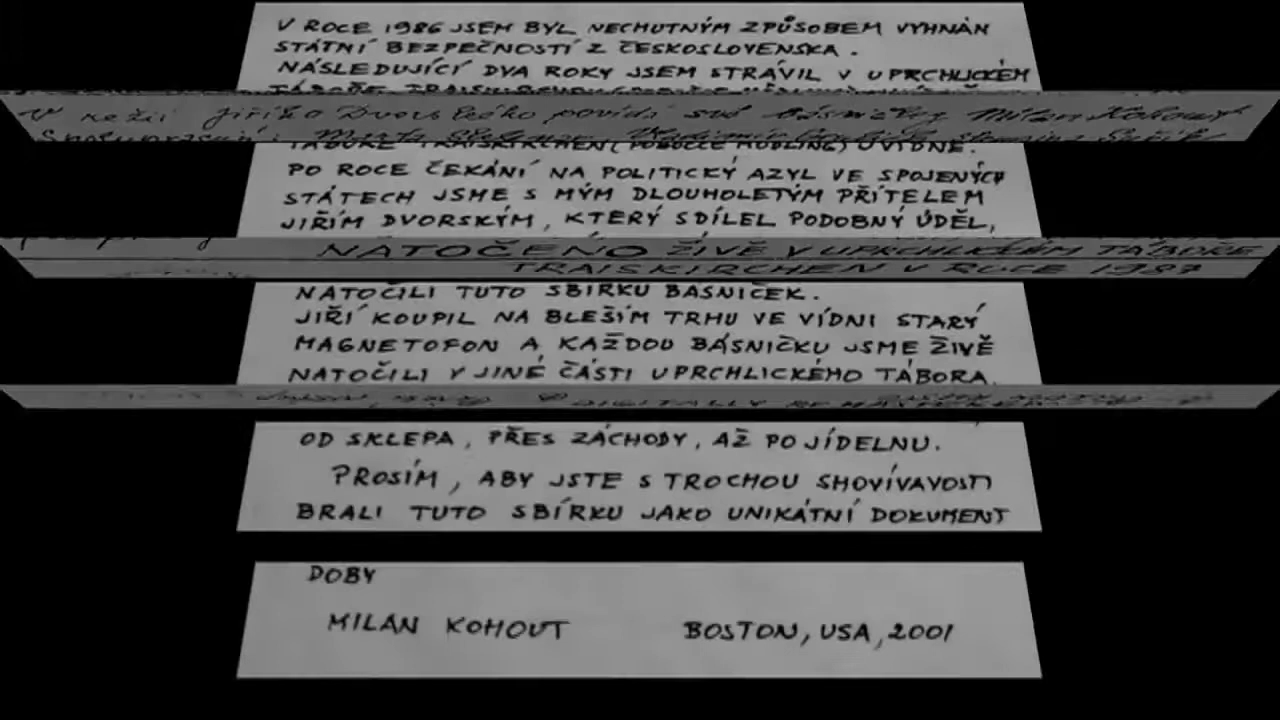 V ROCE 1986 JSEM BYL NECHUTNÝM ZPŮSOBEM VYHNÁN
STÁTNÍ BEZPEČNOSTÍ Z ČESKOSLOVENSKA.
NÁSLEDUJÍCÍ DVA ROKY JSEM STRÁVIL V UPRCHLICKÉM
V režii Jiřího Dvorského povídá své básničky Milan Kohout
TÁBOŘE TRAISKIRCHEN (POBOČCE MÖDLING) U VÍDNĚ.
PO ROCE ČEKÁNÍ NA POLITICKÝ AZYL VE SPOJENÝCH
STÁTECH JSME S MÝM DLOUHOLETÝM PŘÍTELEM
JIŘÍM DVORSKÝM, KTERÝ SDÍLEL PODOBNÝ ÚDĚL,
NATOČENO ŽIVĚ V UPRCHLICKÉM TÁBOŘE
TRAISKIRCHEN V ROCE 1987
NATOČILI TUTO SBÍRKU BÁSNIČEK.
JIŘÍ KOUPIL NA BLEŠÍM TRHU VE VÍDNI STARÝ
MAGNETOFON A KAŽDOU BÁSNIČKU JSME ŽIVĚ
NATOČILI V JINÉ ČÁSTI UPRCHLICKÉHO TÁBORA,
DIGITALLY REMASTERED
OD SKLEPA, PŘES ZÁCHODY, AŽ PO JÍDELNU.
PROSÍM, ABY JSTE S TROCHOU SHOVÍVAVOSTI
BRALI TUTO SBÍRKU JAKO UNIKÁTNÍ DOKUMENT
DOBY
MILAN KOHOUT BOSTON, USA, 2001